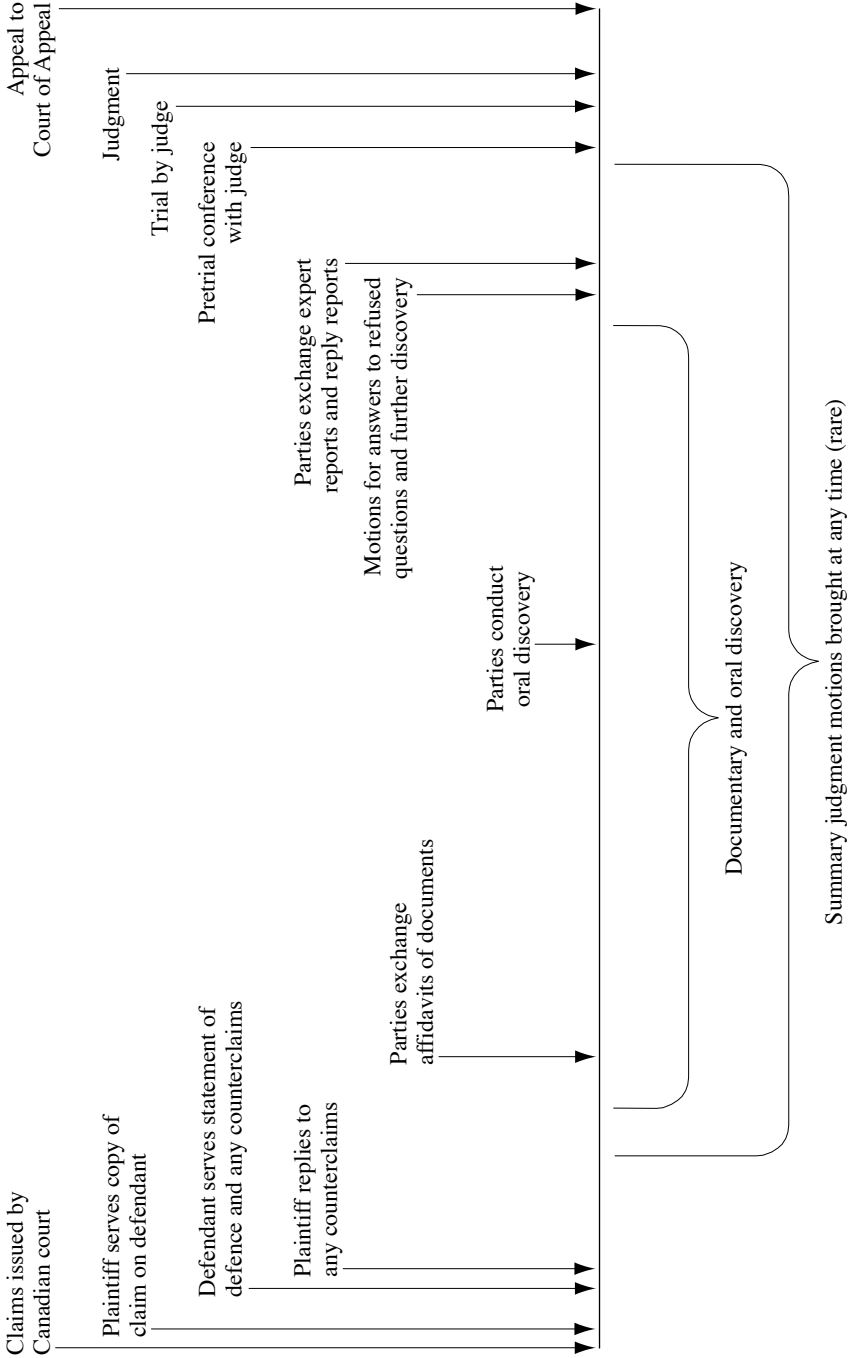 Claims issued by
Canadian court
Plaintiff serves copy of
claim on defendant
Defendant serves statement of
defence and any counterclaims
Plaintiff replies to
any counterclaims
Parties exchange
affidavits of documents
Parties conduct
oral discovery
Motions for answers to refused
questions and further discovery
Parties exchange expert
reports and reply reports
Pretrial conference
with judge
Trial by judge
Judgment
Appeal to
Court of Appeal
Documentary and oral discovery
Summary judgment motions brought at any time (rare)